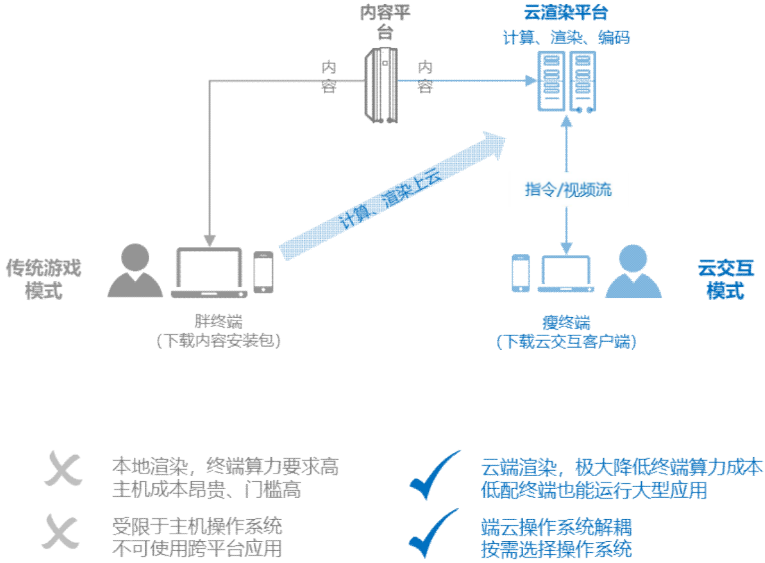 内容平
台
云渲染平台
计算、渲染、编码
内
容
内
容
计算、渲染上云
指令/视频流
传统游戏
模式
云交互
模式
胖终端
（下载内容安装包）
瘦终端
（下载云交互客户端）
本地渲染，终端算力要求高
主机成本昂贵、门槛高
云端渲染，极大降低终端算力成本
低配终端也能运行大型应用
受限于主机操作系统
不可使用跨平台应用
端云操作系统解耦
按需选择操作系统